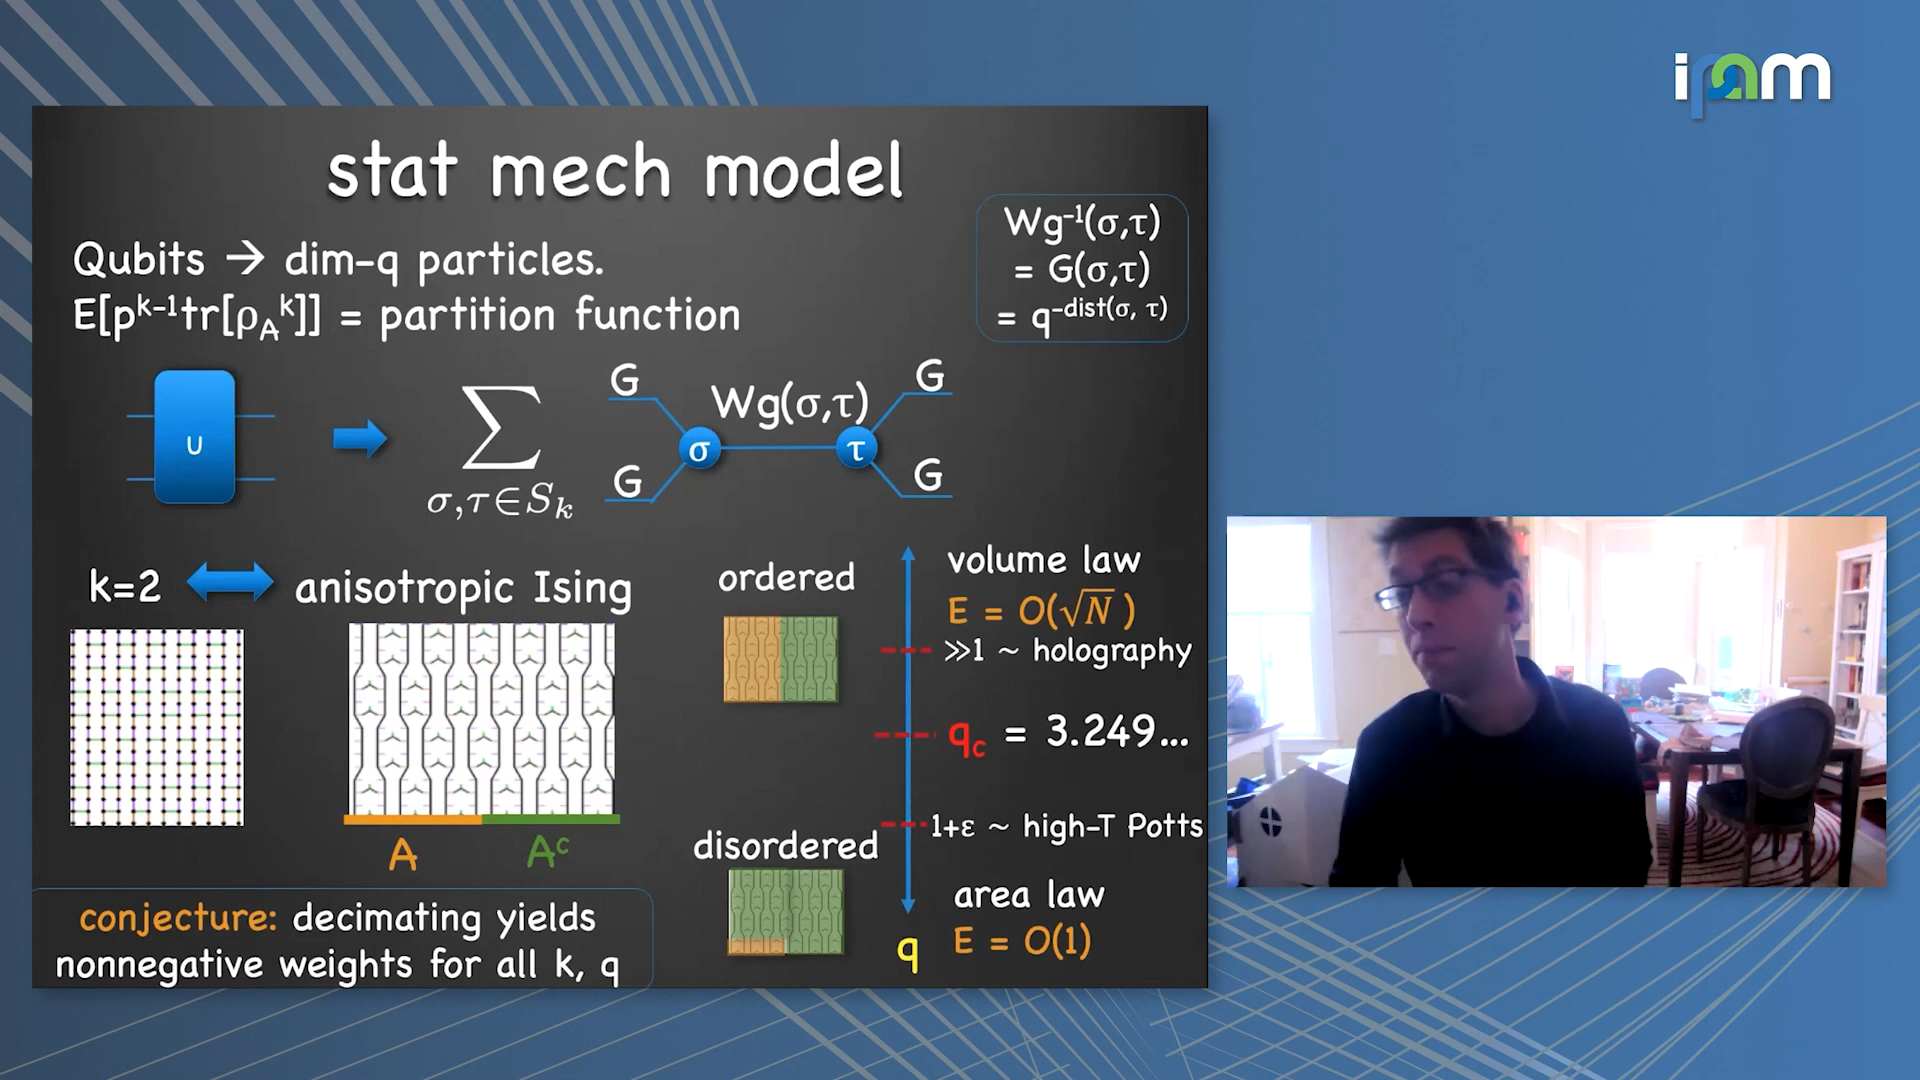 ipam
stat mech model
Wg⁻¹(σ,τ)
= G(σ,τ)
= q^-dist(σ, τ)
Qubits → dim-q particles.
E[p^k-1 tr[ρ_A^k]] = partition function
U
∑
σ,τ∈S_k
G
G
σ
Wg(σ,τ)
τ
G
G
k=2
anisotropic Ising
A
Aᶜ
conjecture: decimating yields
nonnegative weights for all k, q
ordered
disordered
volume law
E = O(√N)
≫1 ~ holography
q_c = 3.249...
1+ε ~ high-T Potts
area law
E = O(1)
q